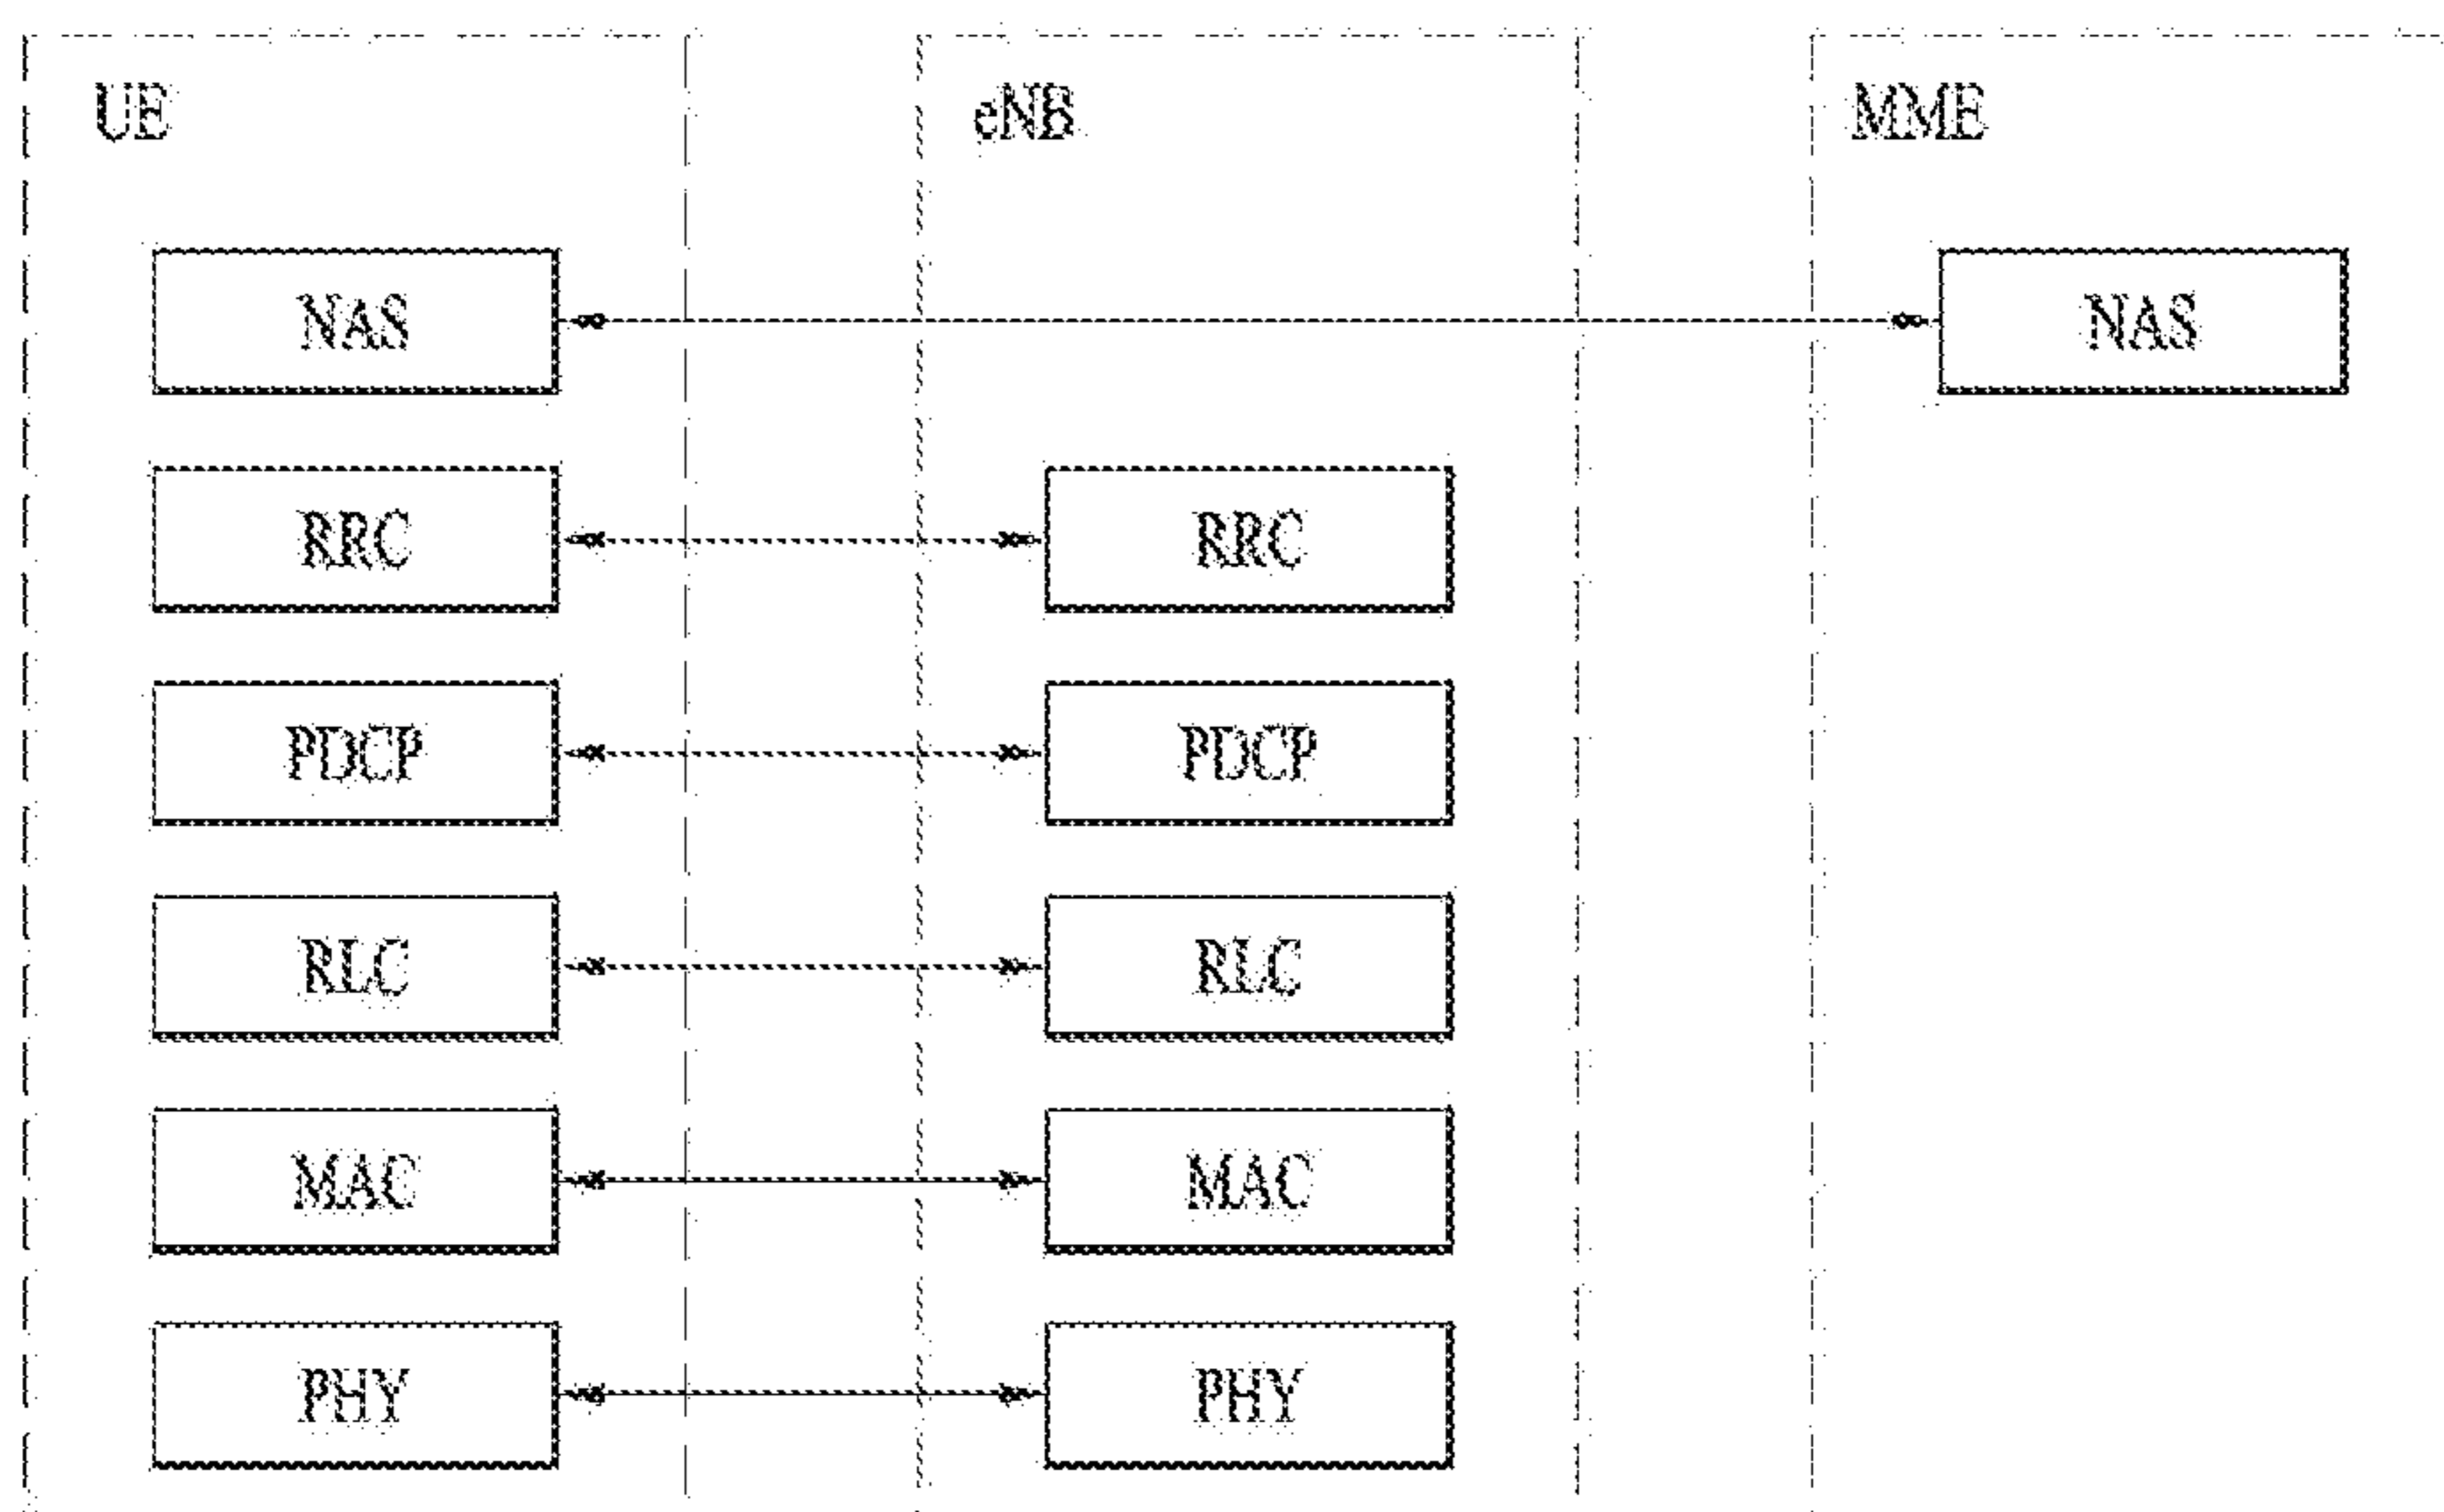 UE eNB MME
NAS NAS
RRC RRC
PDCP PDCP
RLC RLC
MAC MAC
PHY PHY